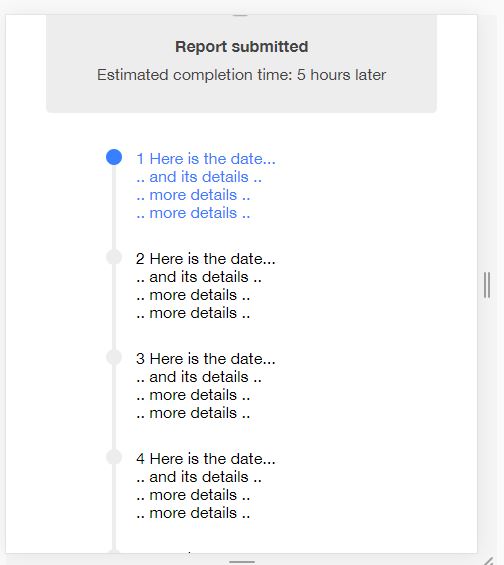 Report submitted
Estimated completion time: 5 hours later
1 Here is the date...
.. and its details ..
.. more details ..
.. more details ..
2 Here is the date...
.. and its details ..
.. more details ..
.. more details ..
3 Here is the date...
.. and its details ..
.. more details ..
.. more details ..
4 Here is the date...
.. and its details ..
.. more details ..
.. more details ..